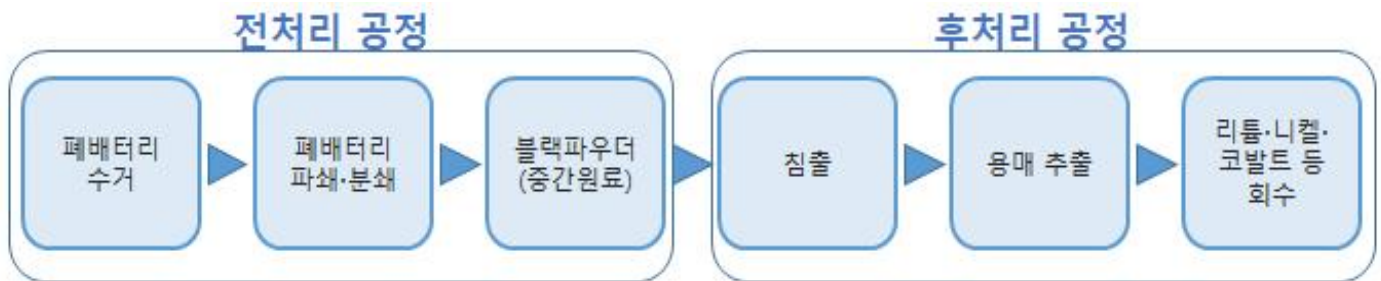 전처리 공정
후처리 공정
폐배터리
수거
폐배터리
파쇄·분쇄
블랙파우더
(중간원료)
침출
용매 추출
리튬·니켈·
코발트 등
회수